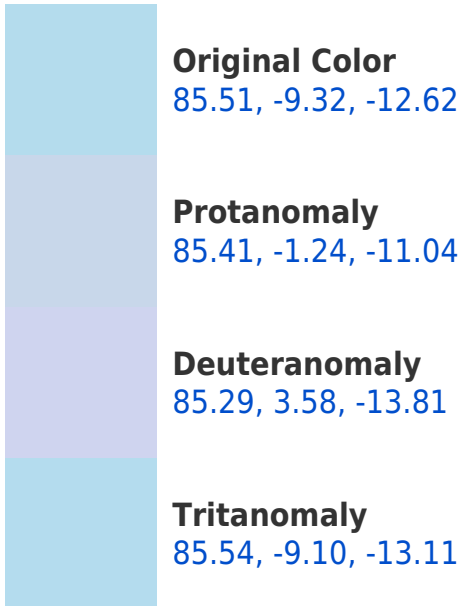 Original Color
85.51, -9.32, -12.62
Protanomaly
85.41, -1.24, -11.04
Deuteranomaly
85.29, 3.58, -13.81
Tritanomaly
85.54, -9.10, -13.11